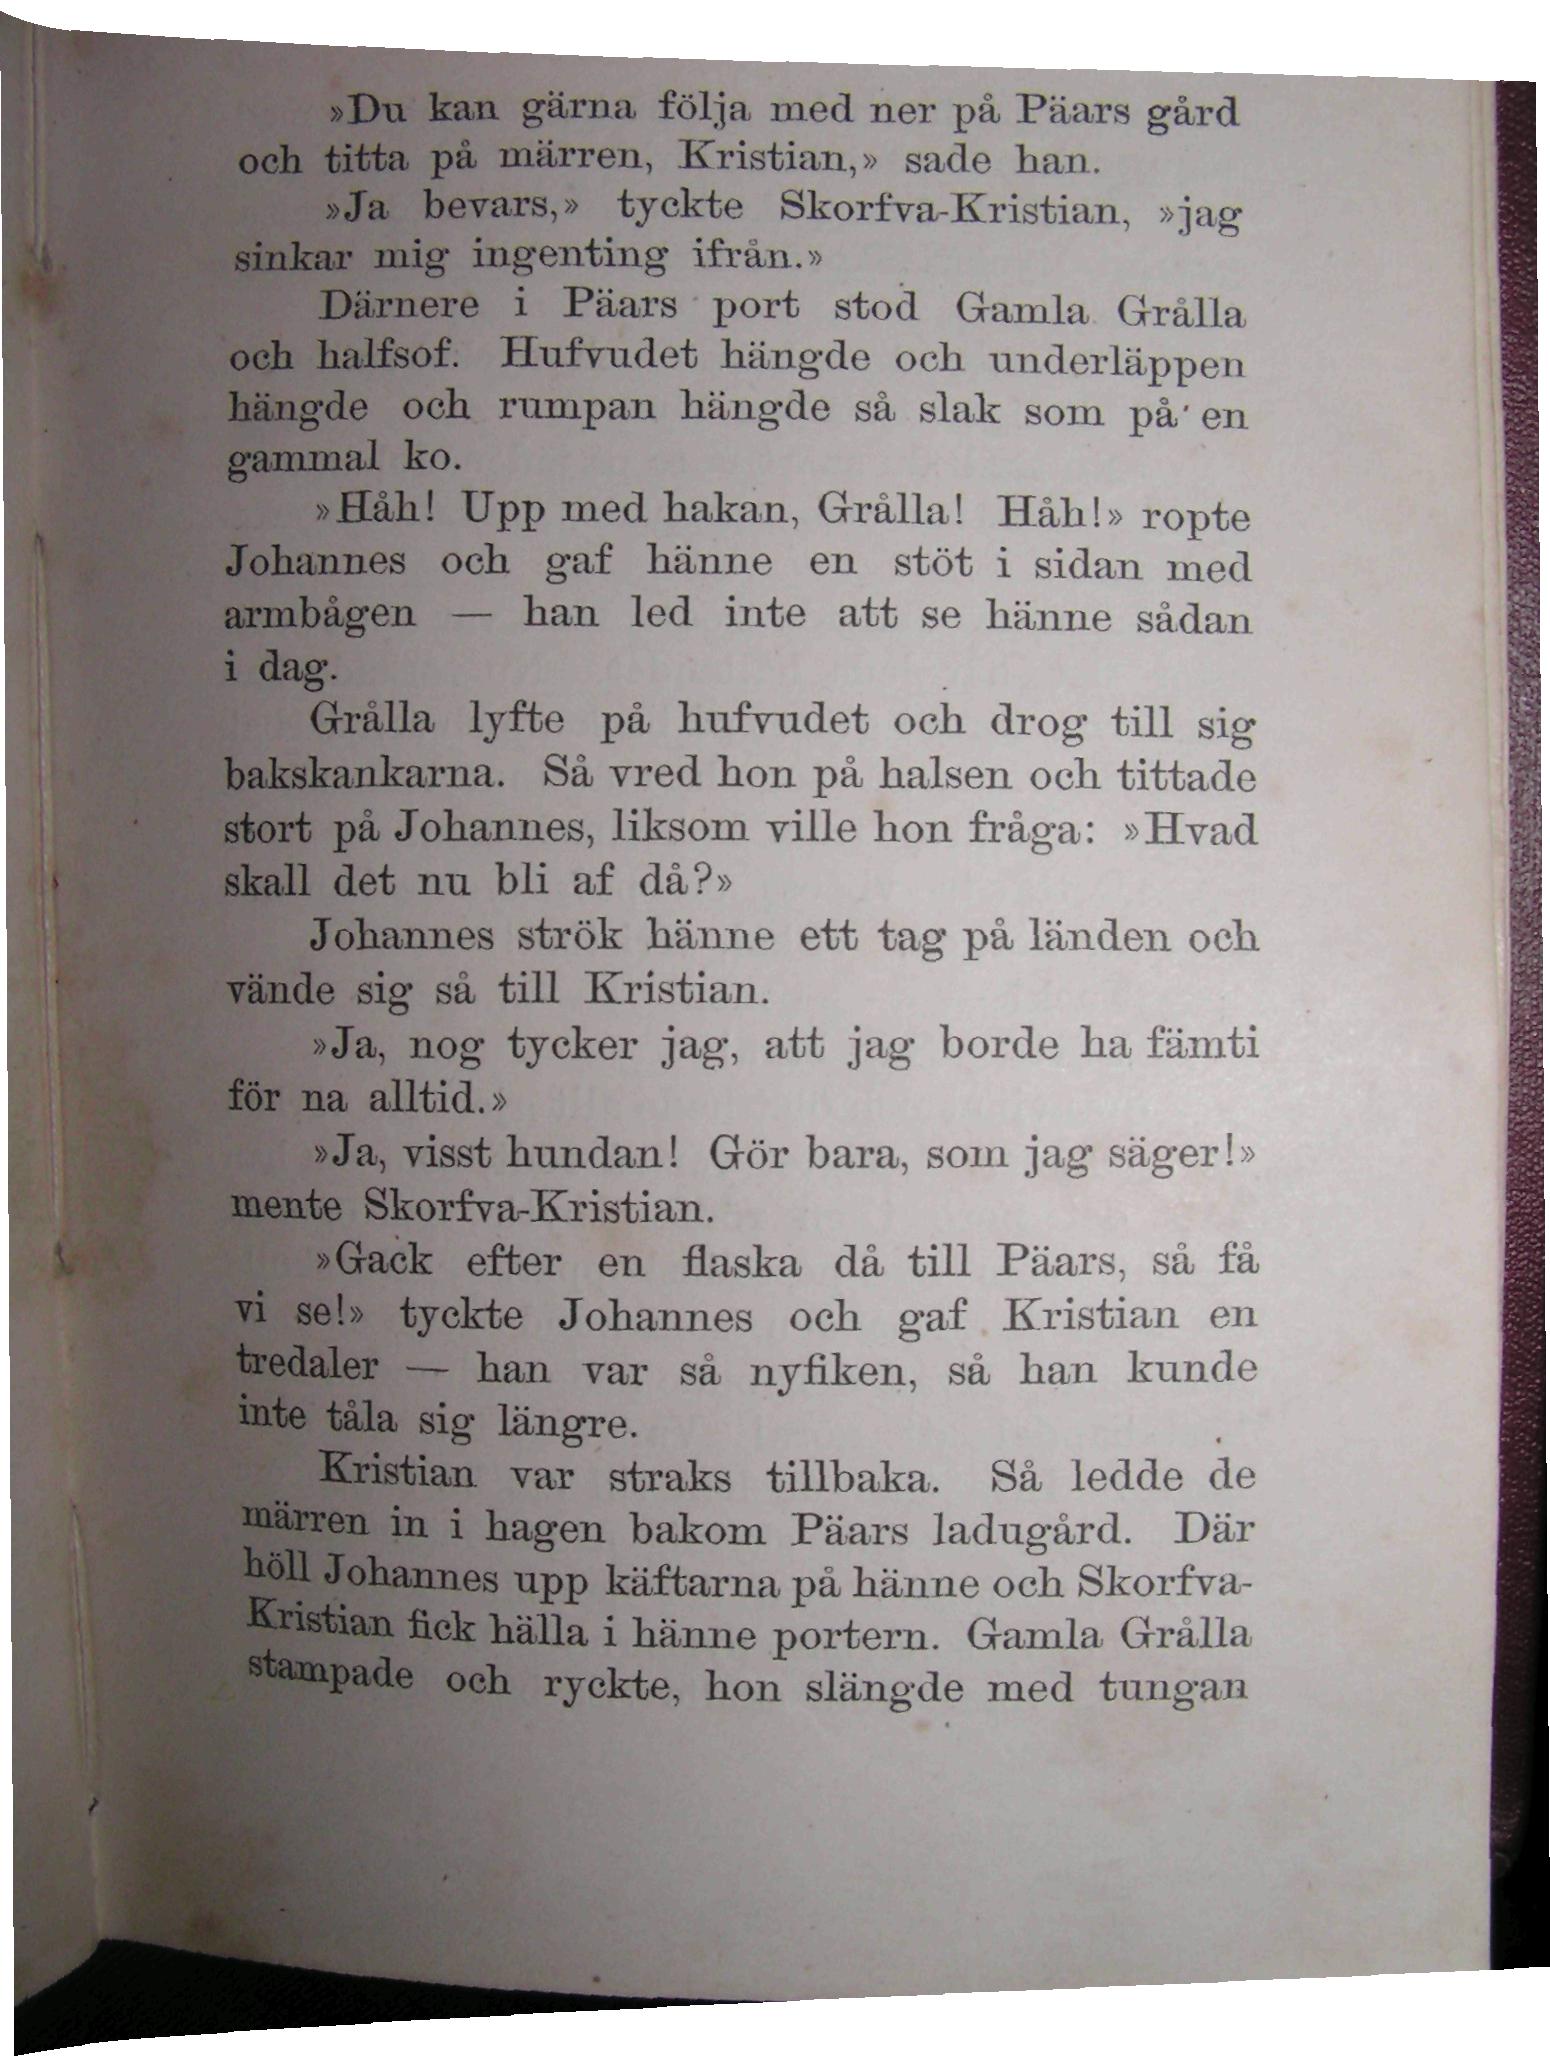 »Du kan gärna följa med ner på Päars gård
och titta på märren, Kristian,» sade han.
»Ja bevars,» tyckte Skorfva-Kristian, »jag
sinkar mig ingenting ifrån.»
Därnere i Päars port stod Gamla Grålla
och halfsof. Hufvudet hängde och underläppen
hängde och rumpan hängde så slak som på en
gammal ko.
»Håh! Upp med hakan, Grålla! Håh!» ropte
Johannes och gaf hänne en stöt i sidan med
armbågen — han led inte att se hänne sådan
i dag.
Grålla lyfte på hufvudet och drog till sig
bakskankarna. Så vred hon på halsen och tittade
stort på Johannes, liksom ville hon fråga: »Hvad
skall det nu bli af då?»
Johannes strök hänne ett tag på länden och
vände sig så till Kristian.
»Ja, nog tycker jag, att jag borde ha fämti
för na alltid.»
»Ja, visst hundan! Gör bara, som jag säger!»
mente Skorfva-Kristian.
»Gack efter en flaska då till Päars, så få
vi se!» tyckte Johannes och gaf Kristian en
tredaler — han var så nyfiken, så han kunde
inte tåla sig längre.
Kristian var straks tillbaka. Så ledde de
märren in i hagen bakom Päars ladugård. Där
höll Johannes upp käftarna på hänne och Skorfva-
Kristian fick hälla i hänne portern. Gamla Grålla
stampade och ryckte, hon slängde med tungan